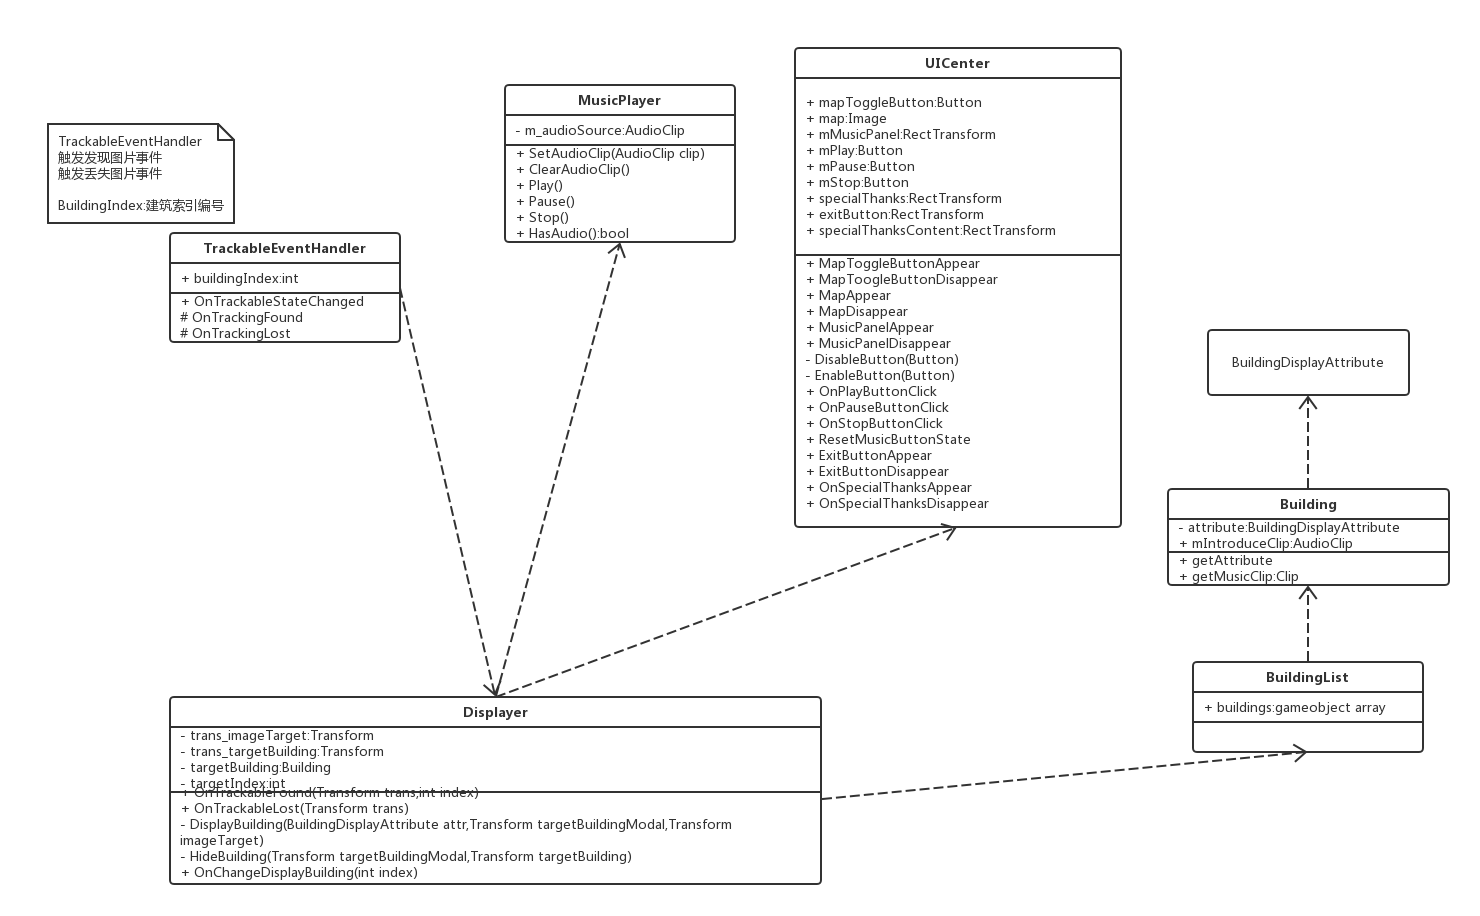 TrackableEventHandler
触发发现图片事件
触发丢失图片事件
BuildingIndex:建筑索引编号
TrackableEventHandler
+ buildingIndex:int
+ OnTrackableStateChanged
# OnTrackingFound
# OnTrackingLost
MusicPlayer
- m_audioSource:AudioClip
+ SetAudioClip(AudioClip clip)
+ ClearAudioClip()
+ Play()
+ Pause()
+ Stop()
+ HasAudio():bool
UICenter
+ mapToggleButton:Button
+ map:Image
+ mMusicPanel:RectTransform
+ mPlay:Button
+ mPause:Button
+ mStop:Button
+ specialThanks:RectTransform
+ exitButton:RectTransform
+ specialThanksContent:RectTransform
+ MapToggleButtonAppear
+ MapToogleButtonDisappear
+ MapAppear
+ MapDisappear
+ MusicPanelAppear
+ MusicPanelDisappear
- DisableButton(Button)
- EnableButton(Button)
+ OnPlayButtonClick
+ OnPauseButtonClick
+ OnStopButtonClick
+ ResetMusicButtonState
+ ExitButtonAppear
+ ExitButtonDisappear
+ OnSpecialThanksAppear
+ OnSpecialThanksDisappear
BuildingDisplayAttribute
Building
- attribute:BuildingDisplayAttribute
+ mIntroduceClip:AudioClip
+ getAttribute
+ getMusicClip:Clip
BuildingList
+ buildings:gameobject array
Displayer
- trans_imageTarget:Transform
- trans_targetBuilding:Transform
- targetBuilding:Building
- targetIndex:int
+ OnTrackableFound(Transform trans,int index)
+ OnTrackableLost(Transform trans)
- DisplayBuilding(BuildingDisplayAttribute attr,Transform targetBuildingModal,Transform
imageTarget)
- HideBuilding(Transform targetBuildingModal,Transform targetBuilding)
+ OnChangeDisplayBuilding(int index)